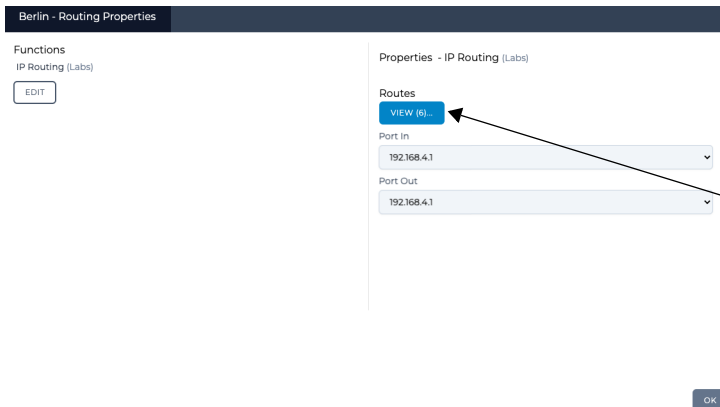 Berlin - Routing Properties
Functions
IP Routing (Labs)
EDIT
Properties - IP Routing (Labs)
Routes
VIEW (6)...
Port In
192.168.4.1
Port Out
192.168.4.1
OK